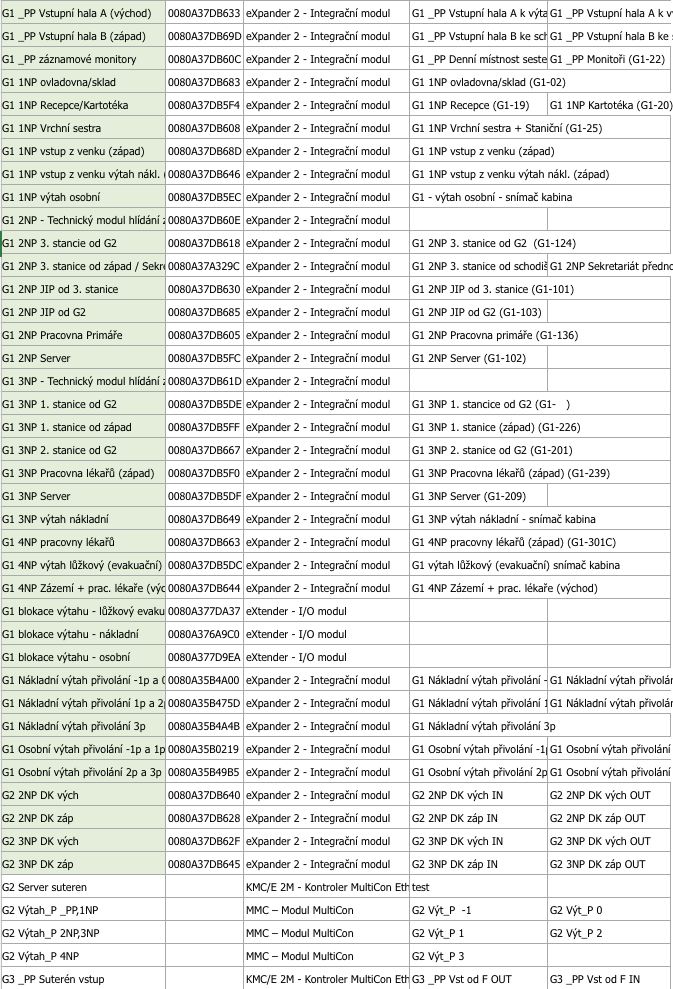 G1 _PP Vstupní hala A (východ) 0080A37DB633 eXpander 2 - Integrační modul G1 _PP Vstupní hala A k výta G1 _PP Vstupní hala A k v
G1 _PP Vstupní hala B (západ) 0080A37DB69D eXpander 2 - Integrační modul G1 _PP Vstupní hala B ke sch G1 _PP Vstupní hala B ke
G1 _PP záznamové monitory 0080A37DB60C eXpander 2 - Integrační modul G1 _PP Denní místnost seste G1 _PP Monitoři (G1-22)
G1 1NP ovladovna/sklad 0080A37DB683 eXpander 2 - Integrační modul G1 1NP ovladovna/sklad (G1-02)
G1 1NP Recepce/Kartotéka 0080A37DB5F4 eXpander 2 - Integrační modul G1 1NP Recepce (G1-19) G1 1NP Kartotéka (G1-20)
G1 1NP Vrchní sestra 0080A37DB608 eXpander 2 - Integrační modul G1 1NP Vrchní sestra + Staniční (G1-25)
G1 1NP vstup z venku (západ) 0080A37DB68D eXpander 2 - Integrační modul G1 1NP vstup z venku (západ)
G1 1NP vstup z venku výtah nákl. ( 0080A37DB646 eXpander 2 - Integrační modul G1 1NP vstup z venku výtah nákl. (západ)
G1 1NP výtah osobní 0080A37DB5EC eXpander 2 - Integrační modul G1 - výtah osobní - snímač kabina
G1 2NP - Technický modul hlídání z 0080A37DB60E eXpander 2 - Integrační modul
G1 2NP 3. stancie od G2 0080A37DB618 eXpander 2 - Integrační modul G1 2NP 3. stanice od G2 (G1-124)
G1 2NP 3. stanice od západ / Sekre 0080A37A329C eXpander 2 - Integrační modul G1 2NP 3. stanice od schodiš G1 2NP Sekretariát předno
G1 2NP JIP od 3. stanice 0080A37DB630 eXpander 2 - Integrační modul G1 2NP JIP od 3. stanice (G1-101)
G1 2NP JIP od G2 0080A37DB685 eXpander 2 - Integrační modul G1 2NP JIP od G2 (G1-103)
G1 2NP Pracovna Primáře 0080A37DB605 eXpander 2 - Integrační modul G1 2NP Pracovna primáře (G1-136)
G1 2NP Server 0080A37DB5FC eXpander 2 - Integrační modul G1 2NP Server (G1-102)
G1 3NP - Technický modul hlídání z 0080A37DB61D eXpander 2 - Integrační modul
G1 3NP 1. stanice od G2 0080A37DB5DE eXpander 2 - Integrační modul G1 3NP 1. stancice od G2 (G1- )
G1 3NP 1. stanice od západ 0080A37DB5FF eXpander 2 - Integrační modul G1 3NP 1. stanice (západ) (G1-226)
G1 3NP 2. stanice od G2 0080A37DB667 eXpander 2 - Integrační modul G1 3NP 2. stanice od G2 (G1-201)
G1 3NP Pracovna lékařů (západ) 0080A37DB5F0 eXpander 2 - Integrační modul G1 3NP Pracovna lékařů (západ) (G1-239)
G1 3NP Server 0080A37DB5DF eXpander 2 - Integrační modul G1 3NP Server (G1-209)
G1 3NP výtah nákladní 0080A37DB649 eXpander 2 - Integrační modul G1 3NP výtah nákladní - snímač kabina
G1 4NP pracovny lékařů 0080A37DB663 eXpander 2 - Integrační modul G1 4NP pracovny lékařů (západ) (G1-301C)
G1 4NP výtah lůžkový (evakuační) 0080A37DB5DC eXpander 2 - Integrační modul G1 výtah lůžkový (evakuační) snímač kabina
G1 4NP Zázemí + prac. lékaře (výc 0080A37DB644 eXpander 2 - Integrační modul G1 4NP Zázemí + prac. lékaře (východ)
G1 blokace výtahu - lůžkový evaku 0080A377DA37 eXtender - I/O modul
G1 blokace výtahu - nákladní 0080A376A9C0 eXtender - I/O modul
G1 blokace výtahu - osobní 0080A377D9EA eXtender - I/O modul
G1 Nákladní výtah přivolání -1p a 0 0080A35B4A00 eXpander 2 - Integrační modul G1 Nákladní výtah přivolání - G1 Nákladní výtah přivolár
G1 Nákladní výtah přivolání 1p a 2p 0080A35B475D eXpander 2 - Integrační modul G1 Nákladní výtah přivolání 1 G1 Nákladní výtah přivolár
G1 Nákladní výtah přivolání 3p 0080A35B4A4B eXpander 2 - Integrační modul G1 Nákladní výtah přivolání 3p
G1 Osobní výtah přivolání -1p a 1p 0080A35B0219 eXpander 2 - Integrační modul G1 Osobní výtah přivolání -1p G1 Osobní výtah přivolání
G1 Osobní výtah přivolání 2p a 3p 0080A35B49B5 eXpander 2 - Integrační modul G1 Osobní výtah přivolání 2p G1 Osobní výtah přivolání
G2 2NP DK vých 0080A37DB640 eXpander 2 - Integrační modul G2 2NP DK vých IN G2 2NP DK vých OUT
G2 2NP DK záp 0080A37DB628 eXpander 2 - Integrační modul G2 2NP DK záp IN G2 2NP DK záp OUT
G2 3NP DK vých 0080A37DB62F eXpander 2 - Integrační modul G2 3NP DK vých IN G2 3NP DK vých OUT
G2 3NP DK záp 0080A37DB645 eXpander 2 - Integrační modul G2 3NP DK záp IN G2 3NP DK záp OUT
G2 Server suteren KMC/E 2M - Kontroler MultiCon Eth test
G2 Výtah_P _PP,1NP MMC – Modul MultiCon G2 Výt_P -1 G2 Výt_P 0
G2 Výtah_P 2NP,3NP MMC – Modul MultiCon G2 Výt_P 1 G2 Výt_P 2
G2 Výtah_P 4NP MMC – Modul MultiCon G2 Výt_P 3
G3 _PP Suterén vstup KMC/E 2M - Kontroler MultiCon Eth G3 _PP Vst od F OUT G3 _PP Vst od F IN